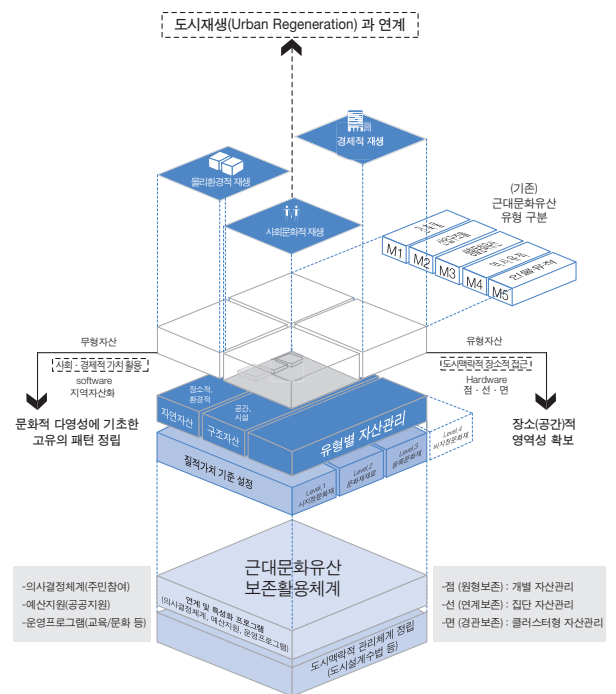 도시재생(Urban Regeneration) 과 연계
경제적 재생
물리환경적 재생
사회문화적 재생
(기존)
근대문화유산
유형 구분
M1
M2
M3
M4
M5
인물유적
무형자산
사회 · 경제적 가치 활용
software
지역자산화
문화적 다영성에 기초한
고유의 패턴 정립
유형자산
도시맥락적 장소적 접근
Hardware
점 · 선 · 면
장소(공간)적
영역성 확보
장소적,
환경적
자연자산
공간,
시설
구조자산
유형별 자산관리
질적가치 기준 설정
Level.1
시지정문화재
Level.2
문화재재료
Level.3
등록문화재
Level.4
비지정문화재
근대문화유산
보존활용체계
연계 및 특성화 프로그램
(의사결정체계, 예산지원, 운영프로그램)
도시맥락적 관리체계 정립
(도시설계수법 등)
-의사결정체계(주민참여)
-예산지원(공공지원)
-운영프로그램(교육/문화 등)
-점 (원형보존) : 개별 자산관리
-선 (연계보존) : 집단 자산관리
-면 (경관보존) : 클러스터형 자산관리